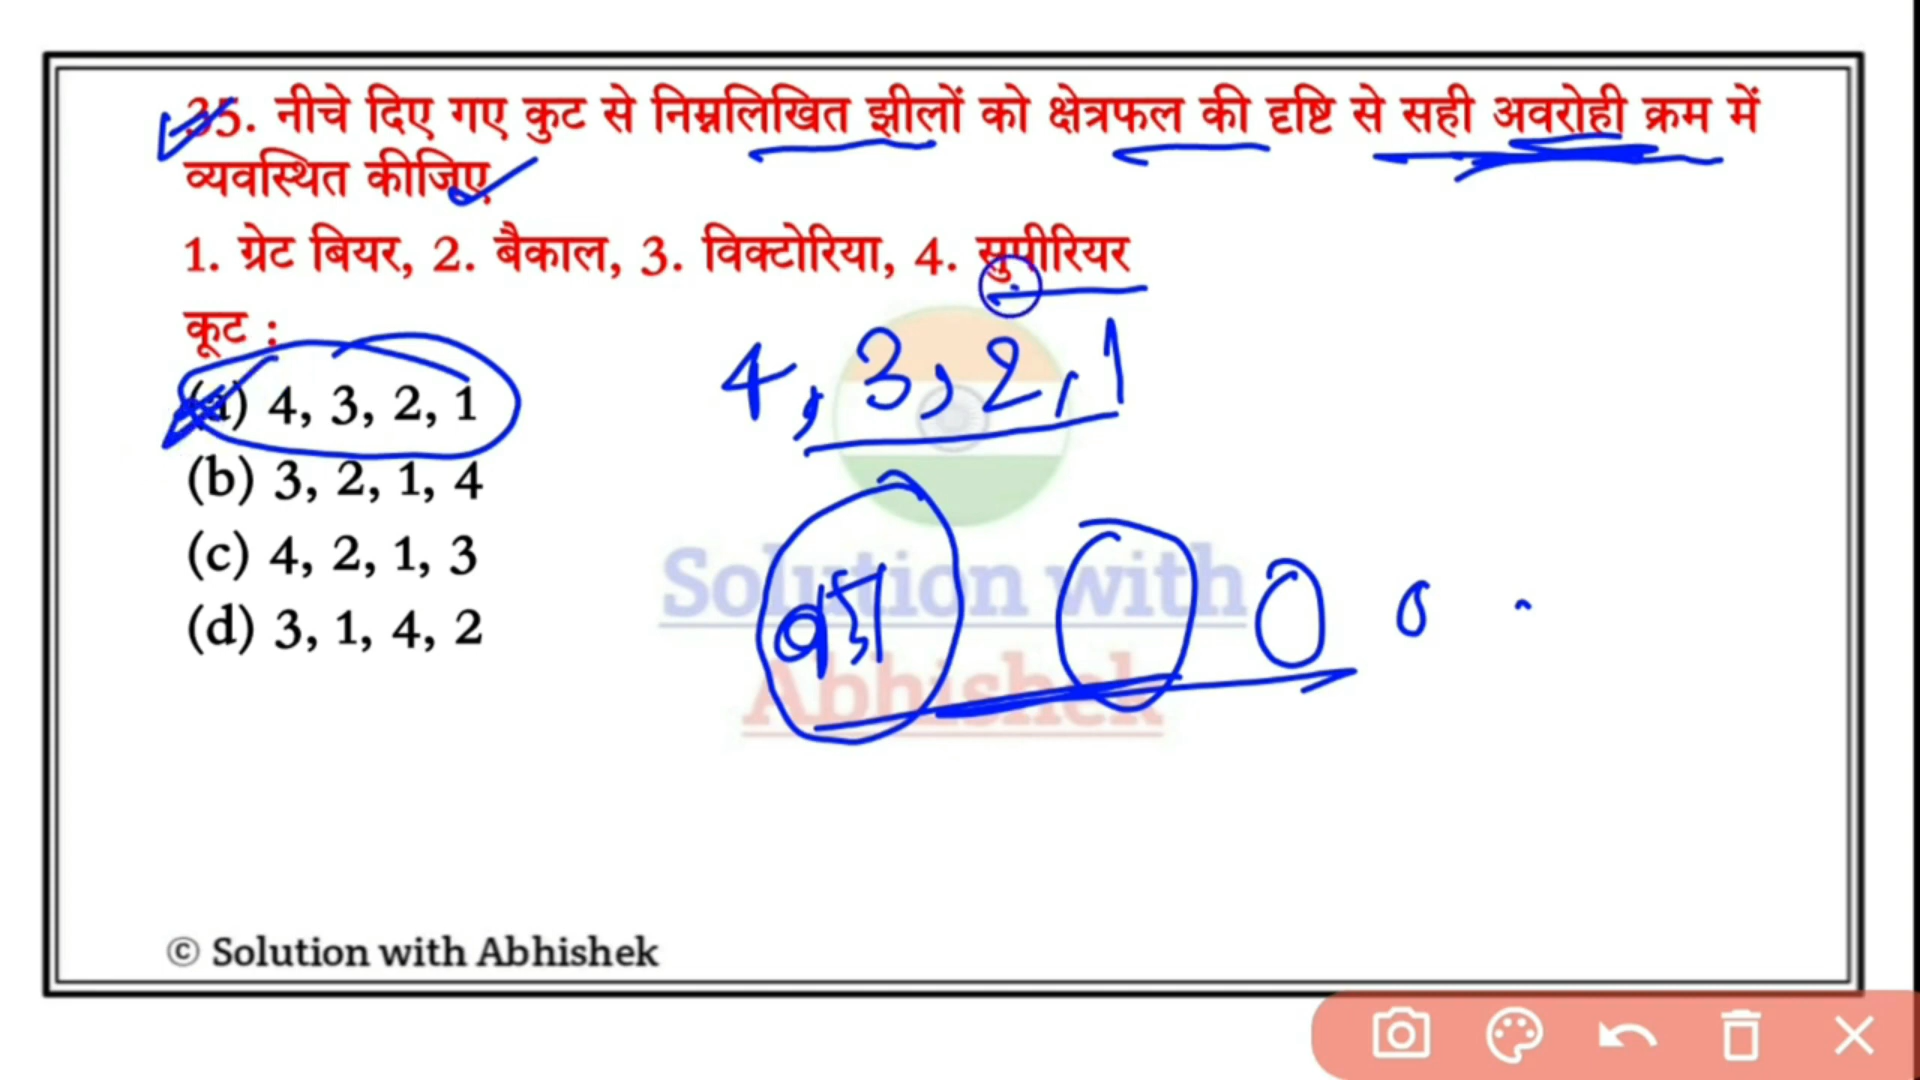 35. नीचे दिए गए कुट से निम्नलिखित झीलों को क्षेत्रफल की दृष्टि से सही अवरोही क्रम में
व्यवस्थित कीजिए
1. ग्रेट बियर, 2. बैकाल, 3. विक्टोरिया, 4. सुपीरियर
कूट :
(a) 4, 3, 2, 1
4, 3, 2, 1
(b) 3, 2, 1, 4
(c) 4, 2, 1, 3
(d) 3, 1, 4, 2
Solution with
Abhishek
© Solution with Abhishek